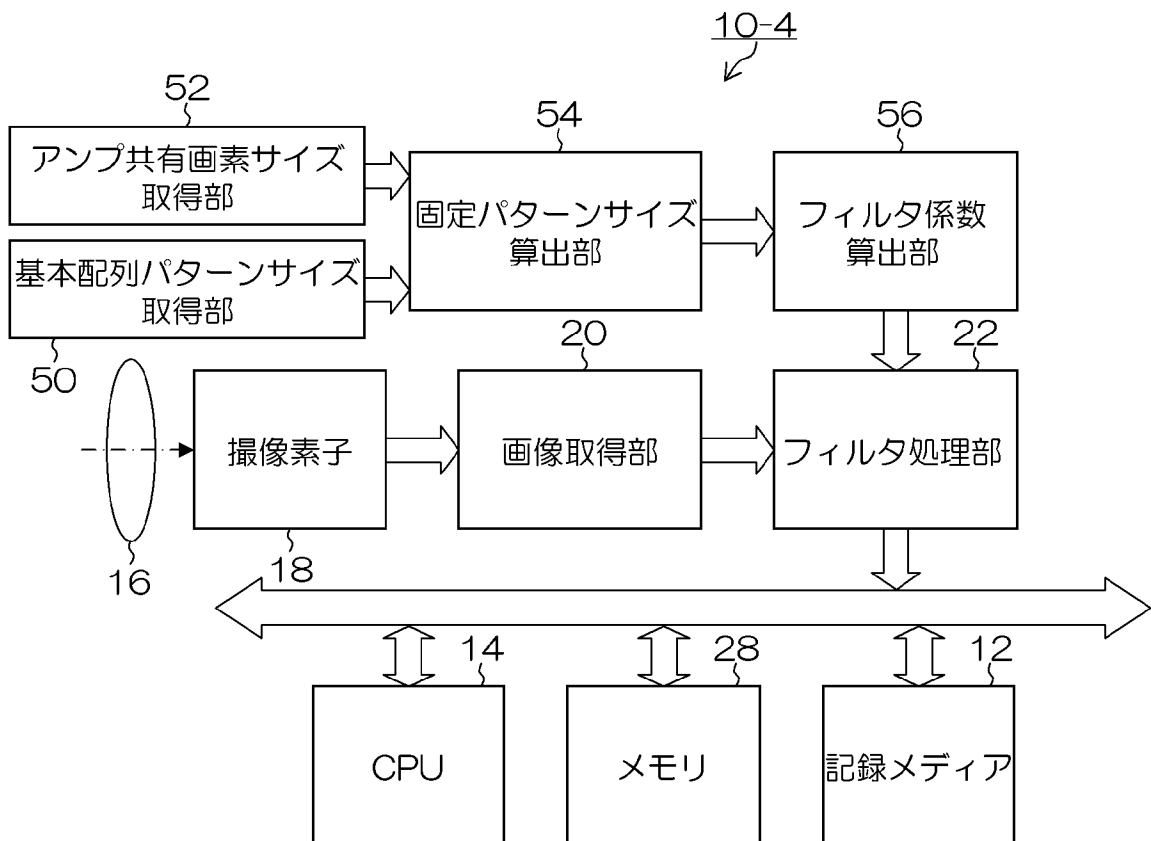 10-4
52
アンプ共有画素サイズ
取得部
54
固定パターンサイズ
算出部
56
フィルタ係数
算出部
基本配列パターンサイズ
取得部
50
20
22
撮像素子
画像取得部
フィルタ処理部
16
18
14
28
12
CPU
メモリ
記録メディア